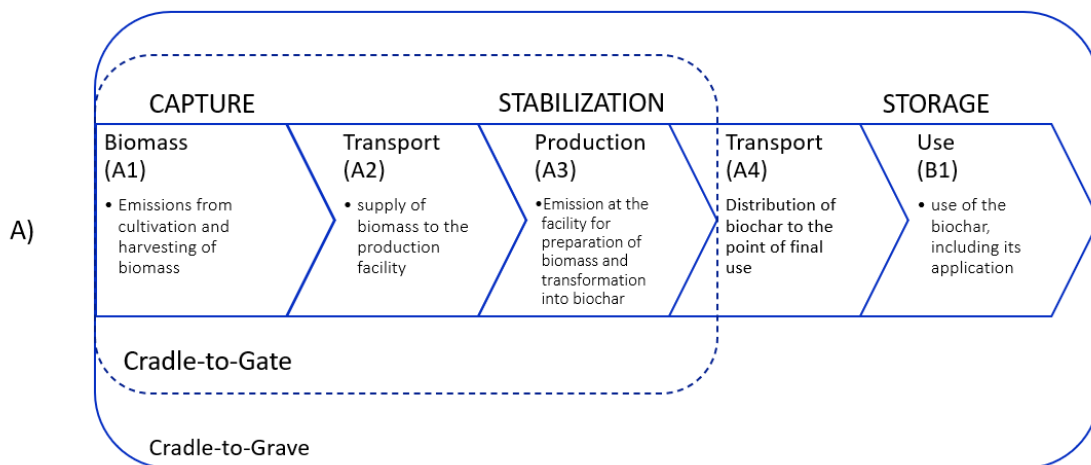 CAPTURE
STABILIZATION
STORAGE
A)
Biomass
(A1)
• Emissions from
cultivation and
harvesting of
biomass
Transport
(A2)
• supply of
biomass to the
production
facility
Production
(A3)
•Emission at the
facility for
preparation of
biomass and
transformation
into biochar
Transport
(A4)
Distribution of
biochar to the
point of final
use
Use
(B1)
• use of the
biochar,
including its
application
Cradle-to-Gate
Cradle-to-Grave